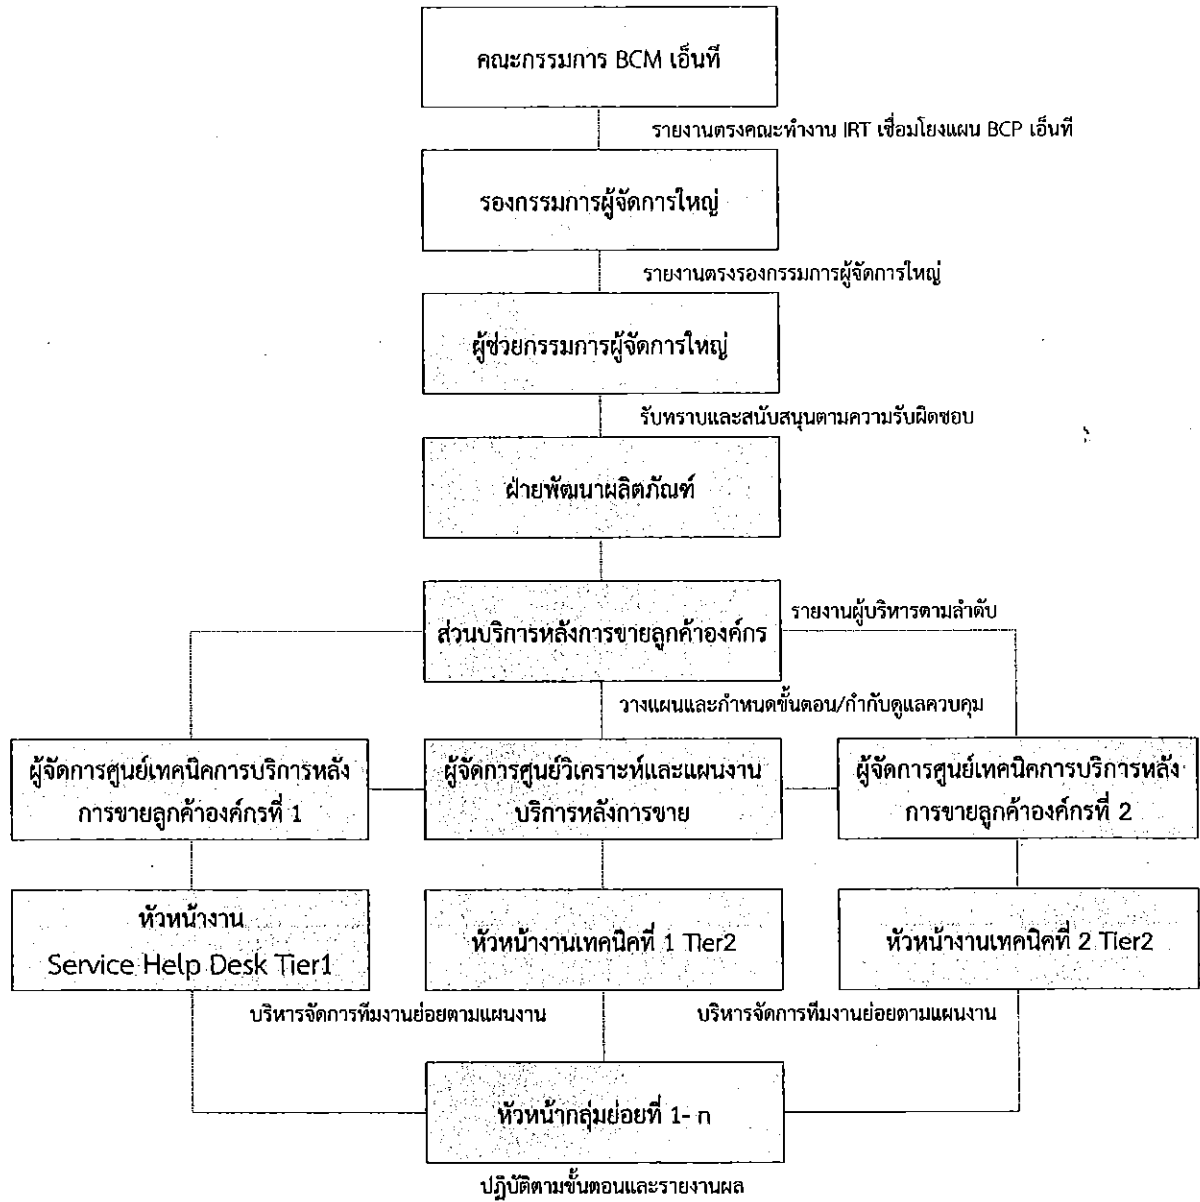 คณะกรรมการ BCM เอ็นที
รายงานตรงคณะทำงาน IRT เชื่อมโยงแผน BCP เอ็นที
รองกรรมการผู้จัดการใหญ่
รายงานตรงรองกรรมการผู้จัดการใหญ่
ผู้ช่วยกรรมการผู้จัดการใหญ่
รับทราบและสนับสนุนตามความรับผิดชอบ
ฝ่ายพัฒนาผลิตภัณฑ์
ส่วนบริการหลังการขายลูกค้าองค์กร
รายงานผู้บริหารตามลำดับ
วางแผนและกำหนดขั้นตอน/กำกับดูแลควบคุม
ผู้จัดการศูนย์เทคนิคการบริการหลัง
การขายลูกค้าองค์กรที่ 1
ผู้จัดการศูนย์วิเคราะห์และแผนงาน
บริการหลังการขาย
ผู้จัดการศูนย์เทคนิคการบริการหลัง
การขายลูกค้าองค์กรที่ 2
หัวหน้างาน
Service Help Desk Tier1
หัวหน้างานเทคนิคที่ 1 Tier2
หัวหน้างานเทคนิคที่ 2 Tier2
บริหารจัดการทีมงานย่อยตามแผนงาน
บริหารจัดการทีมงานย่อยตามแผนงาน
หัวหน้ากลุ่มย่อยที่ 1- n
ปฏิบัติตามขั้นตอนและรายงานผล